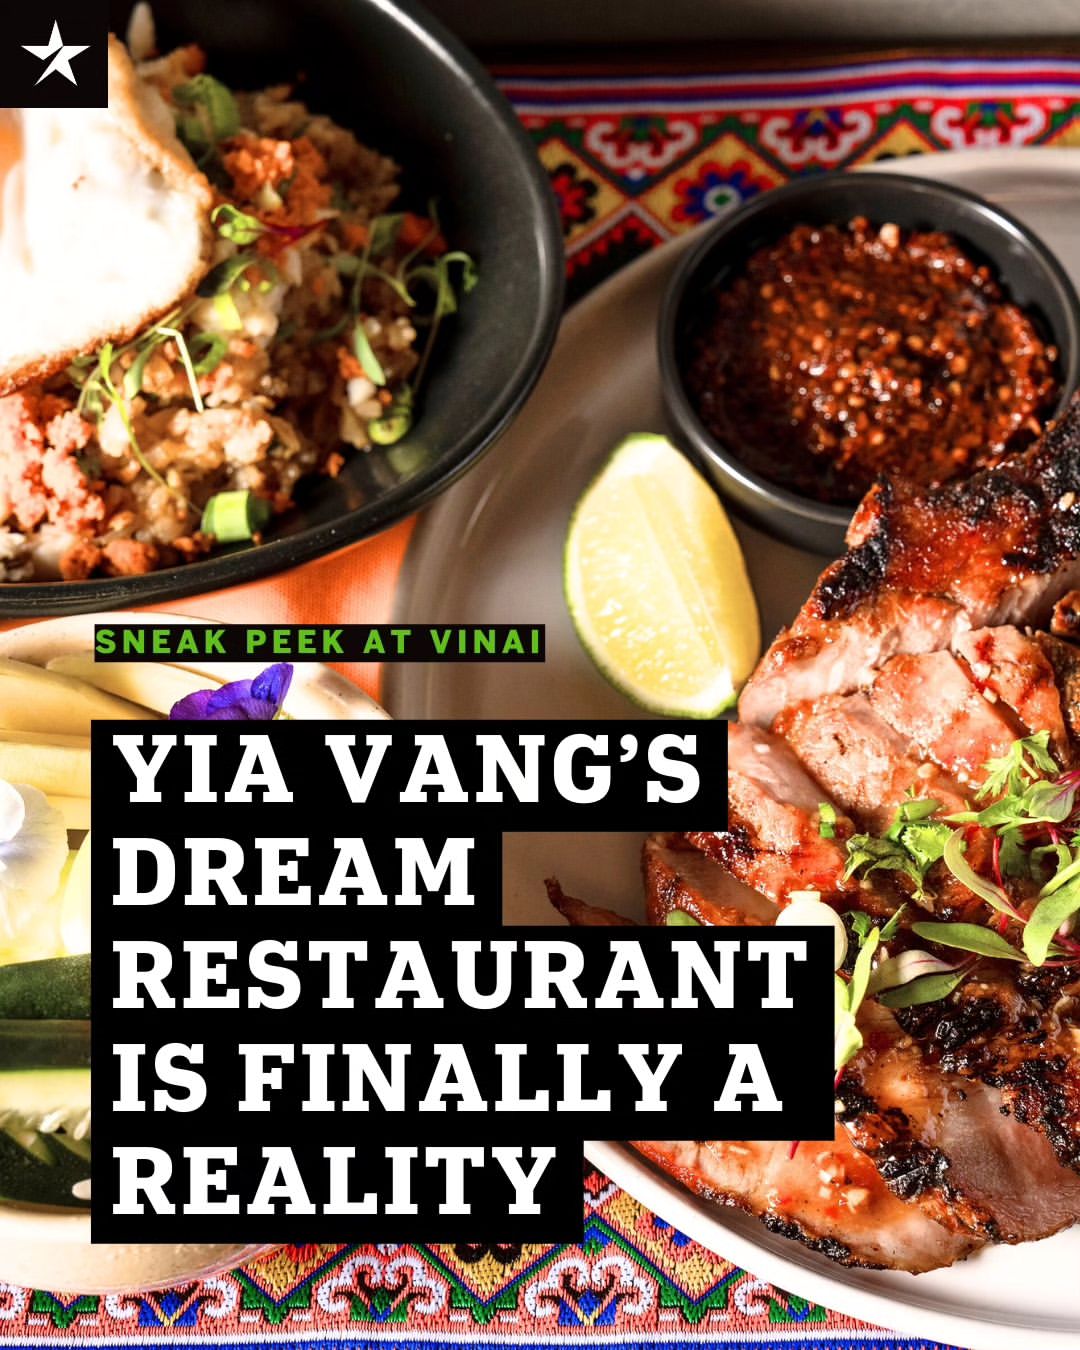 SNEAK PEEK AT VINAI
YIA VANG’S
DREAM
RESTAURANT
IS FINALLY A
REALITY